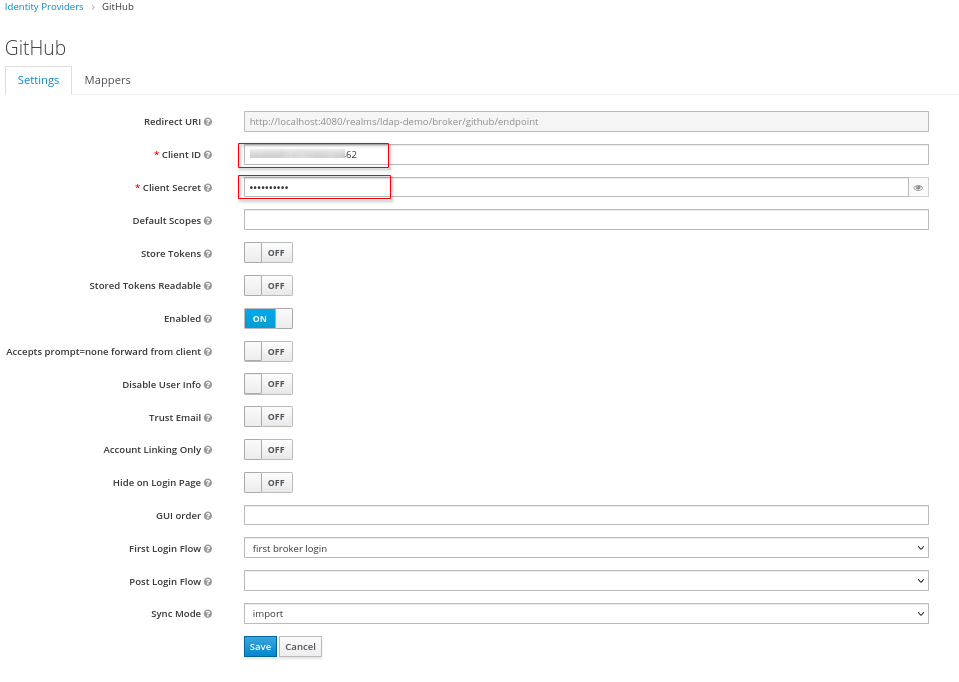 Identity Providers > GitHub
GitHub
Settings Mappers
Redirect URI http://localhost:4080/realms/ldap-demo/broker/github/endpoint
* Client ID 62
* Client Secret ••••••••••
Default Scopes
Store Tokens OFF
Stored Tokens Readable OFF
Enabled ON
Accepts prompt=none forward from client OFF
Disable User Info OFF
Trust Email OFF
Account Linking Only OFF
Hide on Login Page OFF
GUI order
First Login Flow first broker login
Post Login Flow
Sync Mode import
Save Cancel